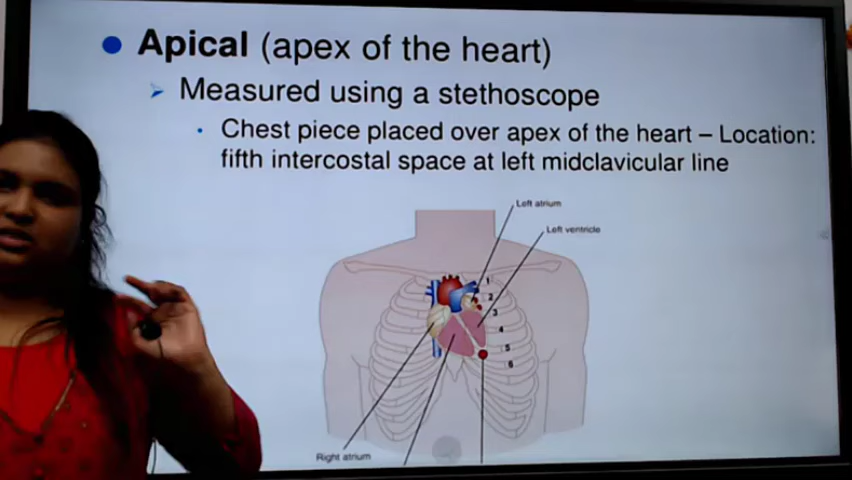 Apical (apex of the heart)
Measured using a stethoscope
Chest piece placed over apex of the heart – Location:
fifth intercostal space at left midclavicular line
Left atrium
Left ventricle
1
2
3
4
5
6
Right atrium